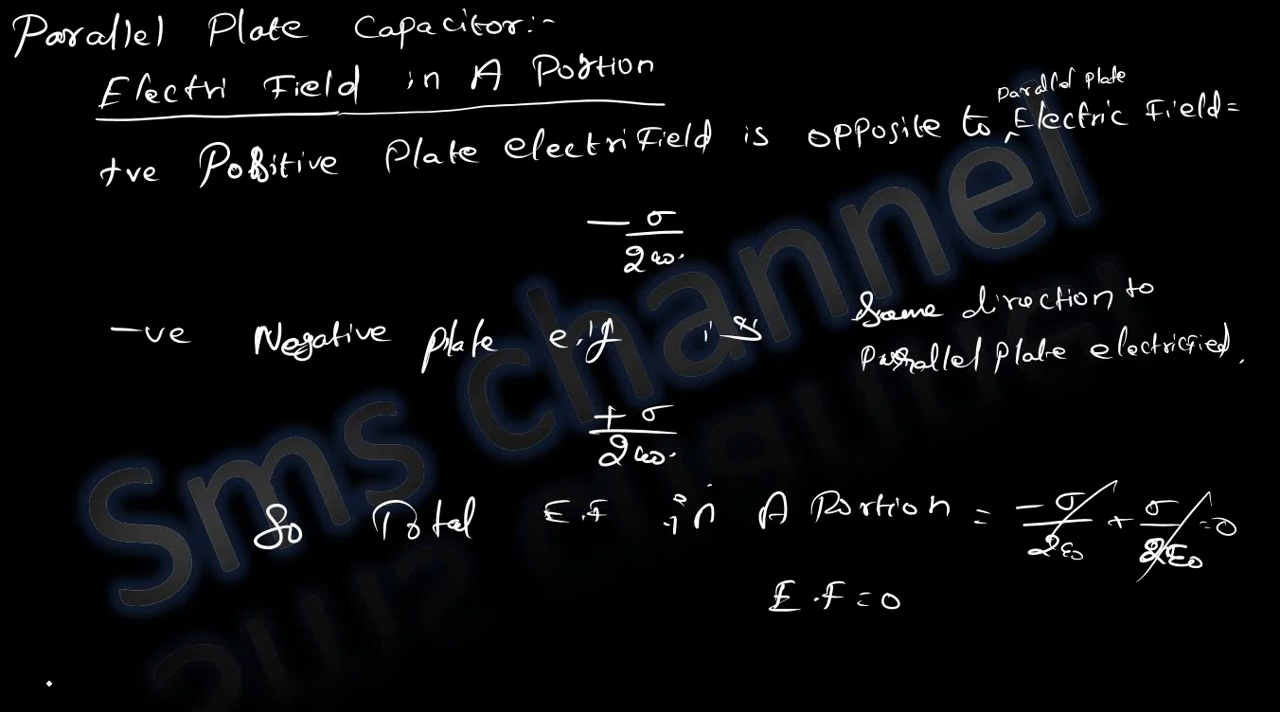 Parallel Plate Capacitor:-
Electri Field in A Portion
+ve Positive Plate electri Field is opposite to Parallel plate Electric Field =
- σ / 2ε0.
-ve Negative plate e.f is Same direction to
Parallel Plate electricfied.
+ σ / 2ε0.
So Total E.F in A Portion = - σ / 2ε0 + σ / 2ε0 = 0
E.F = 0
Sms channel